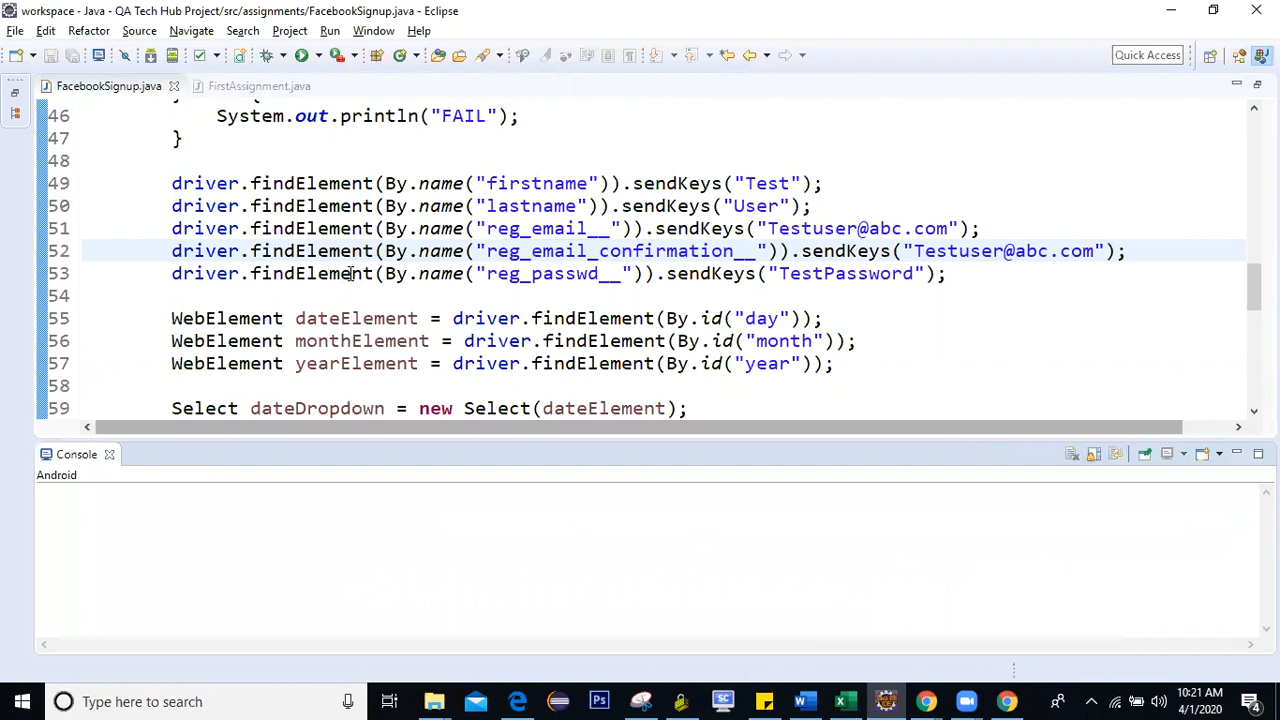 workspace - Java - QA Tech Hub Project/src/assignments/FacebookSignup.java - Eclipse
File Edit Refactor Source Navigate Search Project Run Window Help
Quick Access
FacebookSignup.java FirstAssignment.java
46 System.out.println("FAIL");
47 }
48
49 driver.findElement(By.name("firstname")).sendKeys("Test");
50 driver.findElement(By.name("lastname")).sendKeys("User");
51 driver.findElement(By.name("reg_email__")).sendKeys("Testuser@abc.com");
52 driver.findElement(By.name("reg_email_confirmation__")).sendKeys("Testuser@abc.com");
53 driver.findElement(By.name("reg_passwd__")).sendKeys("TestPassword");
54
55 WebElement dateElement = driver.findElement(By.id("day"));
56 WebElement monthElement = driver.findElement(By.id("month"));
57 WebElement yearElement = driver.findElement(By.id("year"));
58
59 Select dateDropdown = new Select(dateElement);
Console
Android
Type here to search
10:21 AM
4/1/2020